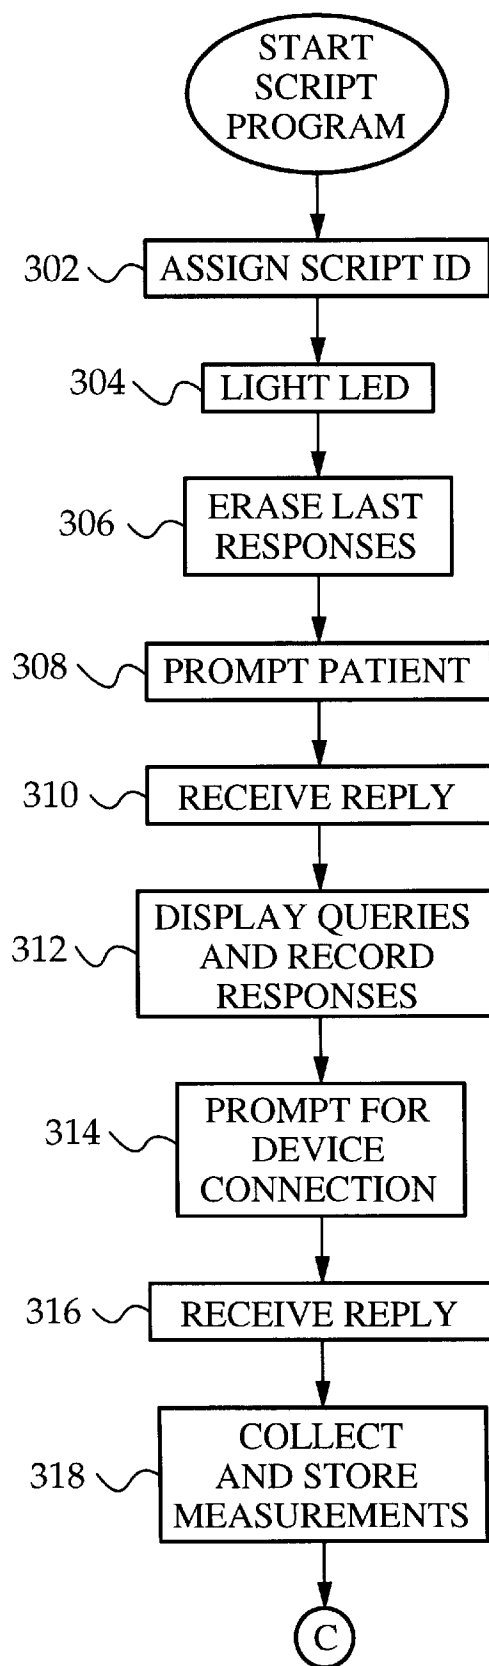 START
SCRIPT
PROGRAM
302
ASSIGN SCRIPT ID
304
LIGHT LED
306
ERASE LAST
RESPONSES
308
PROMPT PATIENT
310
RECEIVE REPLY
312
DISPLAY QUERIES
AND RECORD
RESPONSES
314
PROMPT FOR
DEVICE
CONNECTION
316
RECEIVE REPLY
318
COLLECT
AND STORE
MEASUREMENTS
C